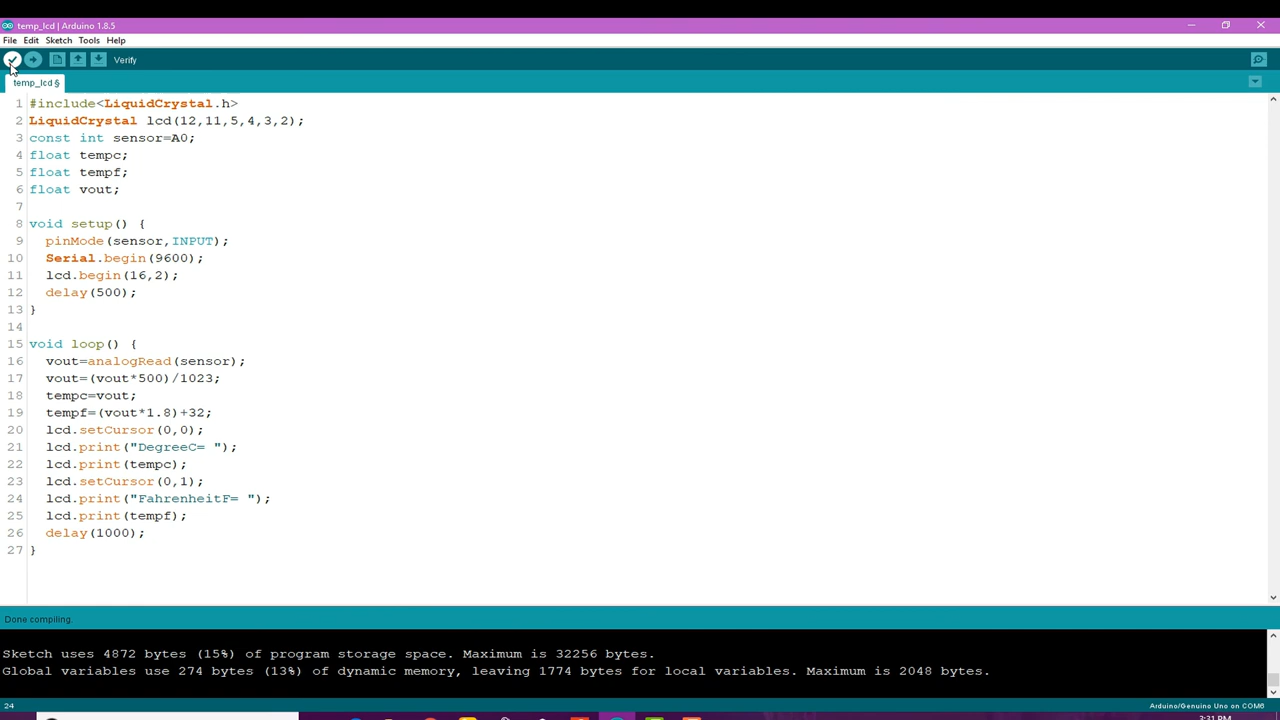 temp_lcd | Arduino 1.8.5
File Edit Sketch Tools Help
Verify
temp_lcd §
1 #include<LiquidCrystal.h>
2 LiquidCrystal lcd(12,11,5,4,3,2);
3 const int sensor=A0;
4 float tempc;
5 float tempf;
6 float vout;
7
8 void setup() {
9 pinMode(sensor,INPUT);
10 Serial.begin(9600);
11 lcd.begin(16,2);
12 delay(500);
13 }
14
15 void loop() {
16 vout=analogRead(sensor);
17 vout=(vout*500)/1023;
18 tempc=vout;
19 tempf=(vout*1.8)+32;
20 lcd.setCursor(0,0);
21 lcd.print("DegreeC= ");
22 lcd.print(tempc);
23 lcd.setCursor(0,1);
24 lcd.print("FahrenheitF= ");
25 lcd.print(tempf);
26 delay(1000);
27 }
Done compiling.
Sketch uses 4872 bytes (15%) of program storage space. Maximum is 32256 bytes.
Global variables use 274 bytes (13%) of dynamic memory, leaving 1774 bytes for local variables. Maximum is 2048 bytes.
24 Arduino/Genuino Uno on COM6
3:31 PM